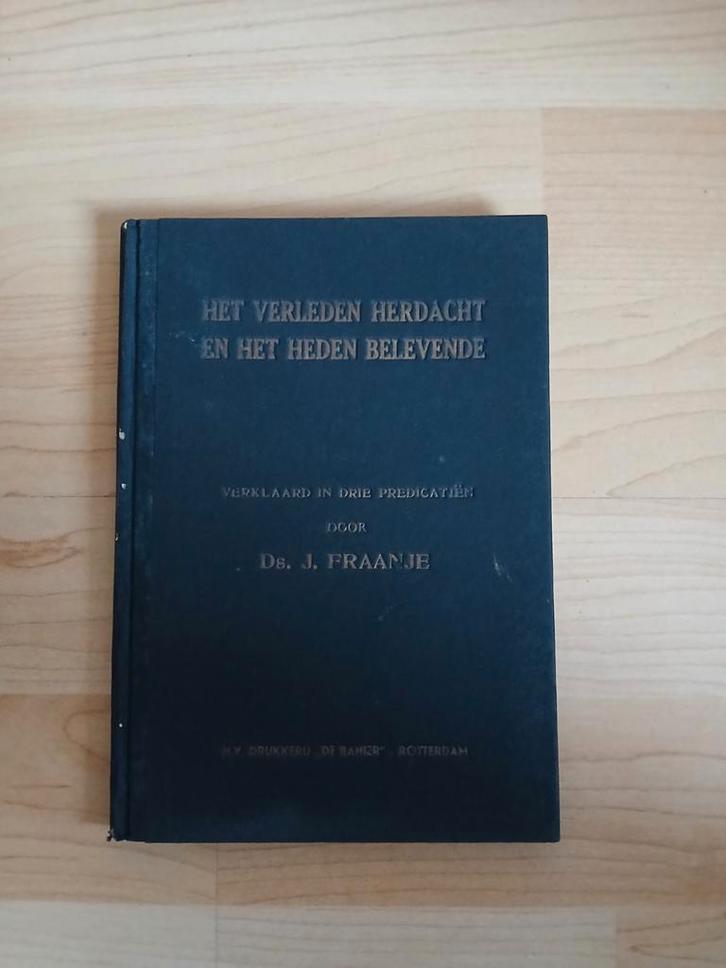 HET VERLEDEN HERDACHT
EN HET HEDEN BELEVENDE
VERKLAARD IN DRIE PREDICATIËN
DOOR
Ds. J. FRAANJE
N.V. DRUKKERIJ „DE BANIER" - ROTTERDAM